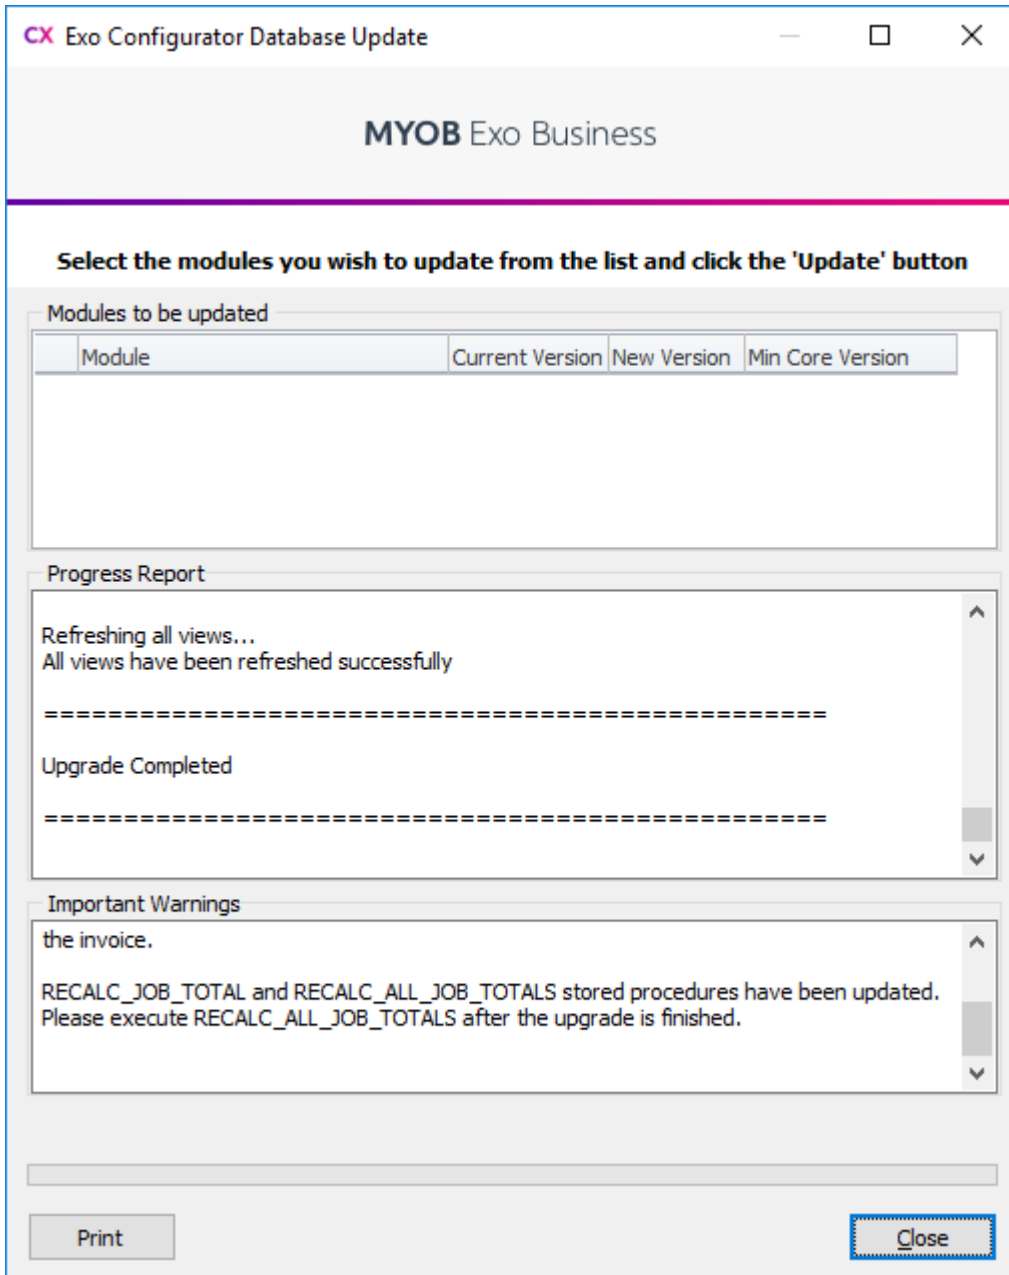 CX Exo Configurator Database Update
MYOB Exo Business
Select the modules you wish to update from the list and click the 'Update' button
Modules to be updated
Module Current Version New Version Min Core Version
Progress Report
Refreshing all views...
All views have been refreshed successfully
==================================================
Upgrade Completed
==================================================
Important Warnings
the invoice.
RECALC_JOB_TOTAL and RECALC_ALL_JOB_TOTALS stored procedures have been updated.
Please execute RECALC_ALL_JOB_TOTALS after the upgrade is finished.
Print Close